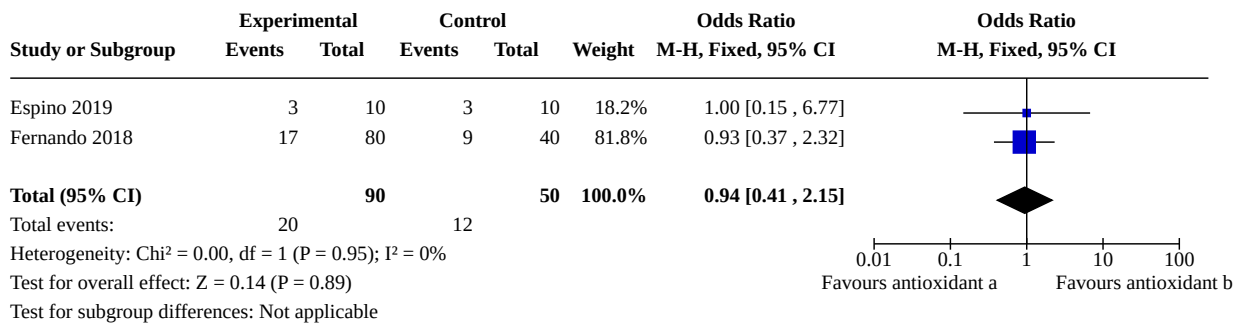 Experimental Control Odds Ratio Odds Ratio
Study or Subgroup Events Total Events Total Weight M-H, Fixed, 95% CI M-H, Fixed, 95% CI
Espino 2019 3 10 3 10 18.2% 1.00 [0.15 , 6.77]
Fernando 2018 17 80 9 40 81.8% 0.93 [0.37 , 2.32]
Total (95% CI) 90 50 100.0% 0.94 [0.41 , 2.15]
Total events: 20 12
Heterogeneity: Chi² = 0.00, df = 1 (P = 0.95); I² = 0% 0.01 0.1 1 10 100
Test for overall effect: Z = 0.14 (P = 0.89) Favours antioxidant a Favours antioxidant b
Test for subgroup differences: Not applicable